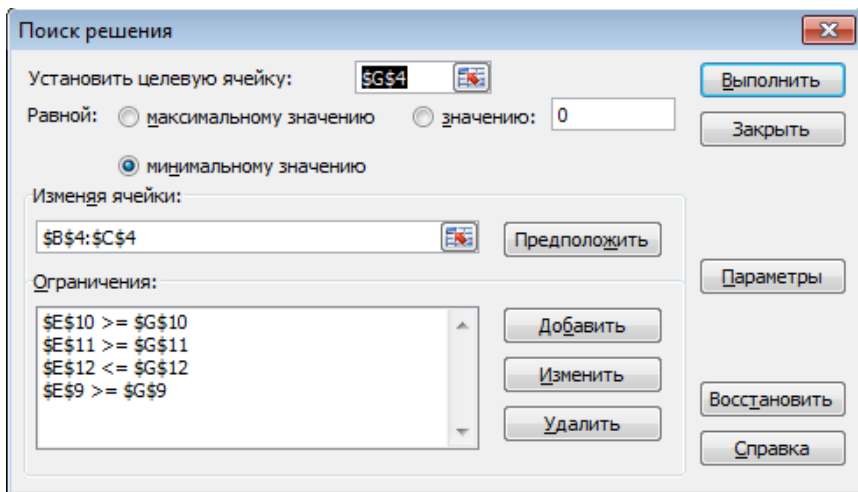 Поиск решения
Установить целевую ячейку: $G$4
Равной: максимальному значению значению: 0
минимальному значению
Изменяя ячейки:
$B$4:$C$4
Предположить
Ограничения:
$E$10 >= $G$10
$E$11 >= $G$11
$E$12 <= $G$12
$E$9 >= $G$9
Добавить
Изменить
Удалить
Выполнить
Закрыть
Параметры
Восстановить
Справка